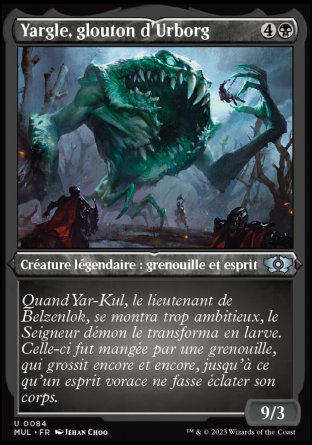 Yargle, glouton d'Urborg 4
Créature légendaire : grenouille et esprit
Quand Yar-Kul, le lieutenant de
Belzenlok, se montra trop ambitieux, le
Seigneur démon le transforma en larve.
Celle-ci fut mangée par une grenouille,
qui grossit encore et encore, jusqu'à ce
qu'un esprit vorace ne fasse éclater son
corps.
9/3
U 0084
MUL • FR Jehan Choo
™ & © 2023 Wizards of the Coast